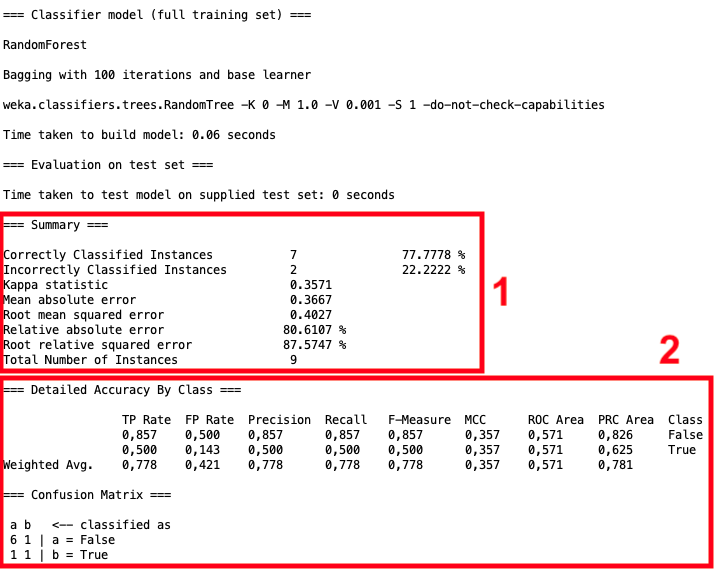 === Classifier model (full training set) ===
RandomForest
Bagging with 100 iterations and base learner
weka.classifiers.trees.RandomTree -K 0 -M 1.0 -V 0.001 -S 1 -do-not-check-capabilities
Time taken to build model: 0.06 seconds
=== Evaluation on test set ===
Time taken to test model on supplied test set: 0 seconds
=== Summary ===
Correctly Classified Instances 7 77.7778 %
Incorrectly Classified Instances 2 22.2222 %
Kappa statistic 0.3571
Mean absolute error 0.3667
Root mean squared error 0.4027
Relative absolute error 80.6107 %
Root relative squared error 87.5747 %
Total Number of Instances 9
1
2
=== Detailed Accuracy By Class ===
TP Rate FP Rate Precision Recall F-Measure MCC ROC Area PRC Area Class
0,857 0,500 0,857 0,857 0,857 0,357 0,571 0,826 False
0,500 0,143 0,500 0,500 0,500 0,357 0,571 0,625 True
Weighted Avg. 0,778 0,421 0,778 0,778 0,778 0,357 0,571 0,781
=== Confusion Matrix ===
a b <-- classified as
6 1 | a = False
1 1 | b = True